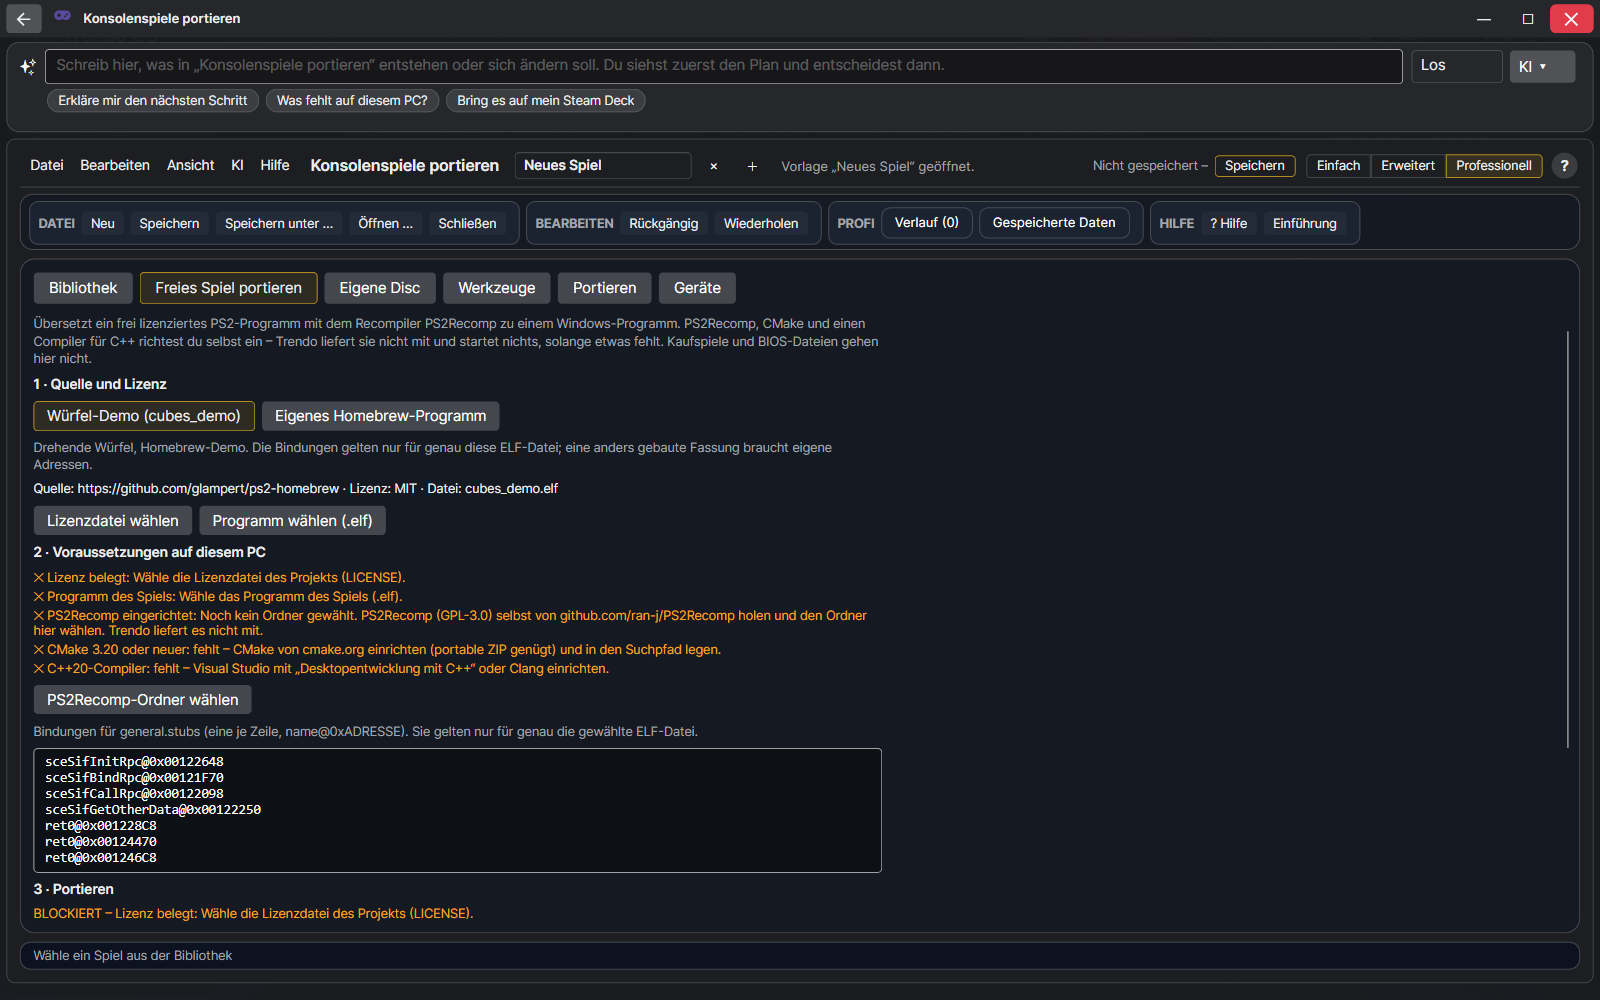 Konsolenspiele portieren
Schreib hier, was in „Konsolenspiele portieren“ entstehen oder sich ändern soll. Du siehst zuerst den Plan und entscheidest dann.
Los
KI
Erkläre mir den nächsten Schritt
Was fehlt auf diesem PC?
Bring es auf mein Steam Deck
Datei
Bearbeiten
Ansicht
KI
Hilfe
Konsolenspiele portieren
Neues Spiel
×
+
Vorlage „Neues Spiel“ geöffnet.
Nicht gespeichert –
Speichern
Einfach
Erweitert
Professionell
?
DATEI
Neu
Speichern
Speichern unter ...
Öffnen ...
Schließen
BEARBEITEN
Rückgängig
Wiederholen
PROFI
Verlauf (0)
Gespeicherte Daten
HILFE
? Hilfe
Einführung
Bibliothek
Freies Spiel portieren
Eigene Disc
Werkzeuge
Portieren
Geräte
Übersetzt ein frei lizenziertes PS2-Programm mit dem Recompiler PS2Recomp zu einem Windows-Programm. PS2Recomp, CMake und einen
Compiler für C++ richtest du selbst ein – Trendo liefert sie nicht mit und startet nichts, solange etwas fehlt. Kaufspiele und BIOS-Dateien gehen
hier nicht.
1 · Quelle und Lizenz
Würfel-Demo (cubes_demo)
Eigenes Homebrew-Programm
Drehende Würfel, Homebrew-Demo. Die Bindungen gelten nur für genau diese ELF-Datei; eine anders gebaute Fassung braucht eigene
Adressen.
Quelle: https://github.com/glampert/ps2-homebrew · Lizenz: MIT · Datei: cubes_demo.elf
Lizenzdatei wählen
Programm wählen (.elf)
2 · Voraussetzungen auf diesem PC
✕ Lizenz belegt: Wähle die Lizenzdatei des Projekts (LICENSE).
✕ Programm des Spiels: Wähle das Programm des Spiels (.elf).
✕ PS2Recomp eingerichtet: Noch kein Ordner gewählt. PS2Recomp (GPL-3.0) selbst von github.com/ran-j/PS2Recomp holen und den Ordner
hier wählen. Trendo liefert es nicht mit.
✕ CMake 3.20 oder neuer: fehlt – CMake von cmake.org einrichten (portable ZIP genügt) und in den Suchpfad legen.
✕ C++20-Compiler: fehlt – Visual Studio mit „Desktopentwicklung mit C++“ oder Clang einrichten.
PS2Recomp-Ordner wählen
Bindungen für general.stubs (eine je Zeile, name@0xADRESSE). Sie gelten nur für genau die gewählte ELF-Datei.
sceSifInitRpc@0x00122648
sceSifBindRpc@0x00121F70
sceSifCallRpc@0x00122098
sceSifGetOtherData@0x00122250
ret0@0x001228C8
ret0@0x00124470
ret0@0x001246C8
3 · Portieren
BLOCKIERT – Lizenz belegt: Wähle die Lizenzdatei des Projekts (LICENSE).
Wähle ein Spiel aus der Bibliothek